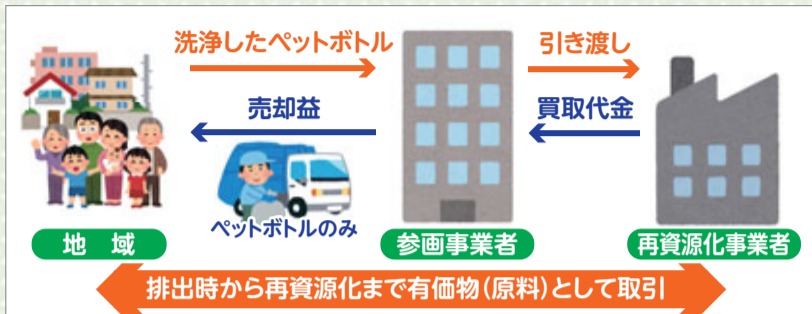 洗浄したペットボトル
引き渡し
売却益
買取代金
ペットボトルのみ
地　域
参画事業者
再資源化事業者
排出時から再資源化まで有価物（原料）として取引